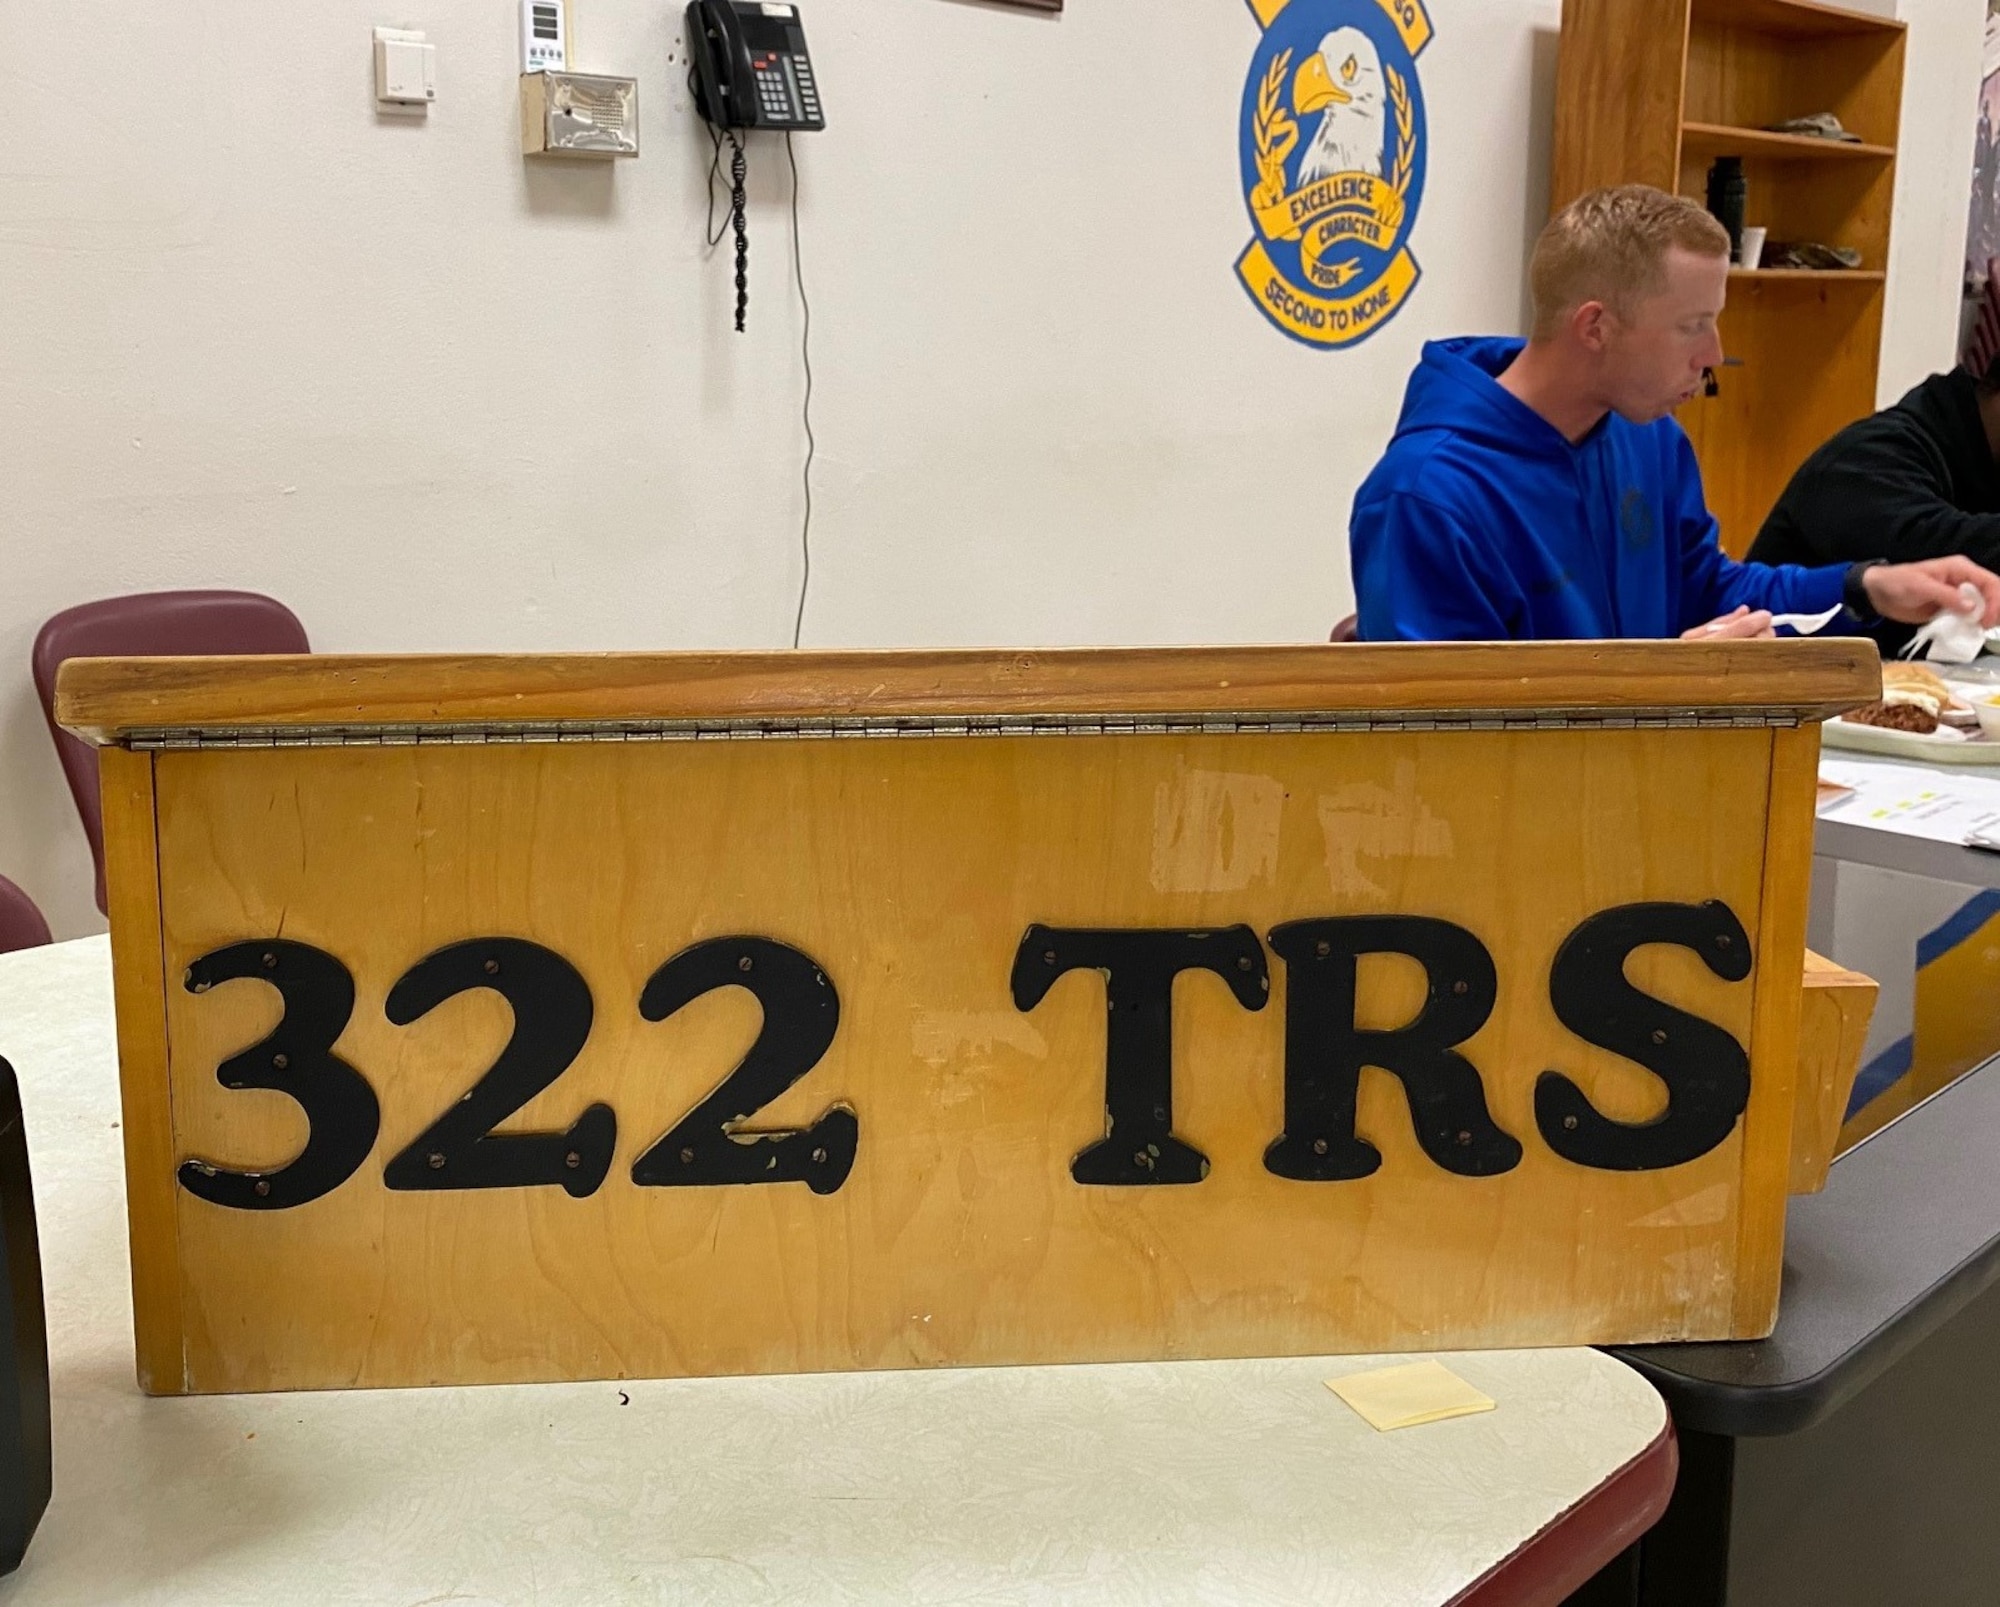 EXCELLENCE
CHARACTER
PRIDE
SECOND TO NONE
322 TRS